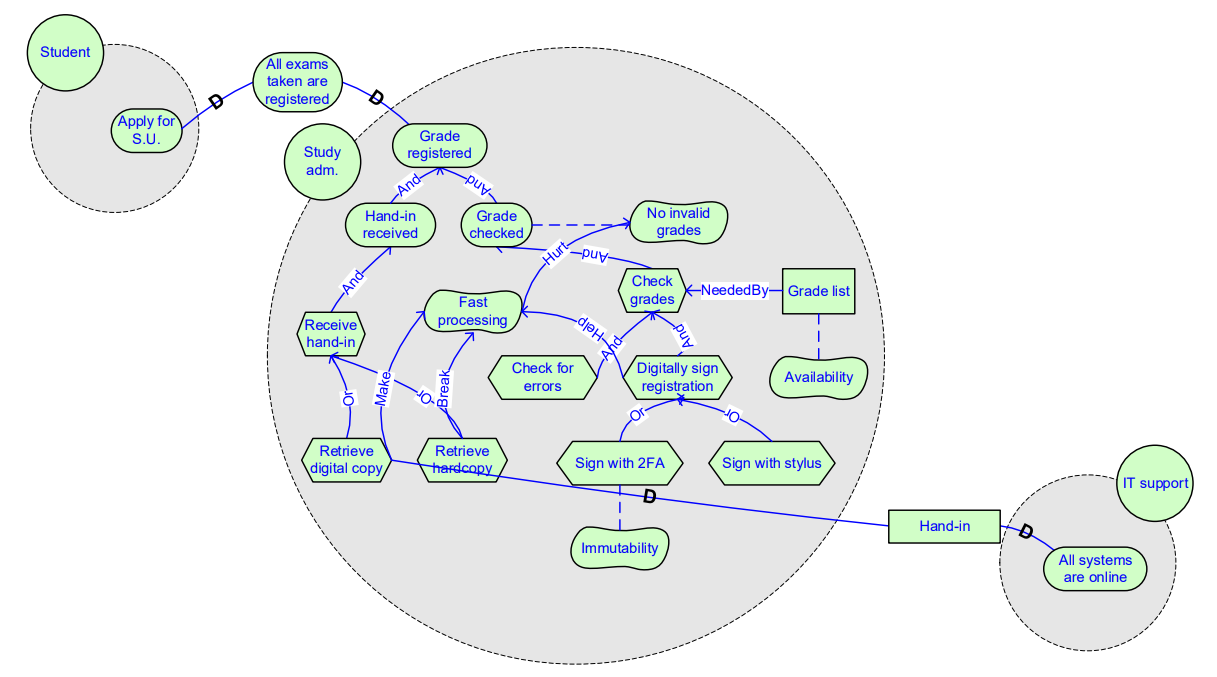 Student
All exams
taken are
registered
D
D
Apply for
S.U.
Study
adm.
Grade
registered
And
And
Hand-in
received
Grade
checked
No invalid
grades
Hurt
And
And
Check
grades
NeededBy
Grade list
Fast
processing
Receive
hand-in
Help
And
And
Availability
Check for
errors
Digitally sign
registration
Make
Break
Or
Or
Or
Or
Retrieve
digital copy
Retrieve
hardcopy
Sign with 2FA
Sign with stylus
D
IT support
Hand-in
D
Immutability
All systems
are online